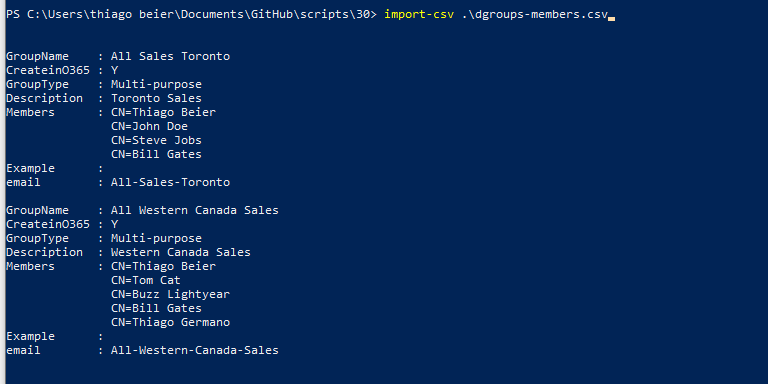 PS C:\Users\thiago beier\Documents\GitHub\scripts\30> import-csv .\dgroups-members.csv
GroupName    : All Sales Toronto
CreateinO365 : Y
GroupType    : Multi-purpose
Description  : Toronto Sales
Members      : CN=Thiago Beier
               CN=John Doe
               CN=Steve Jobs
               CN=Bill Gates
Example      :
email        : All-Sales-Toronto
GroupName    : All Western Canada Sales
CreateinO365 : Y
GroupType    : Multi-purpose
Description  : Western Canada Sales
Members      : CN=Thiago Beier
               CN=Tom Cat
               CN=Buzz Lightyear
               CN=Bill Gates
               CN=Thiago Germano
Example      :
email        : All-Western-Canada-Sales